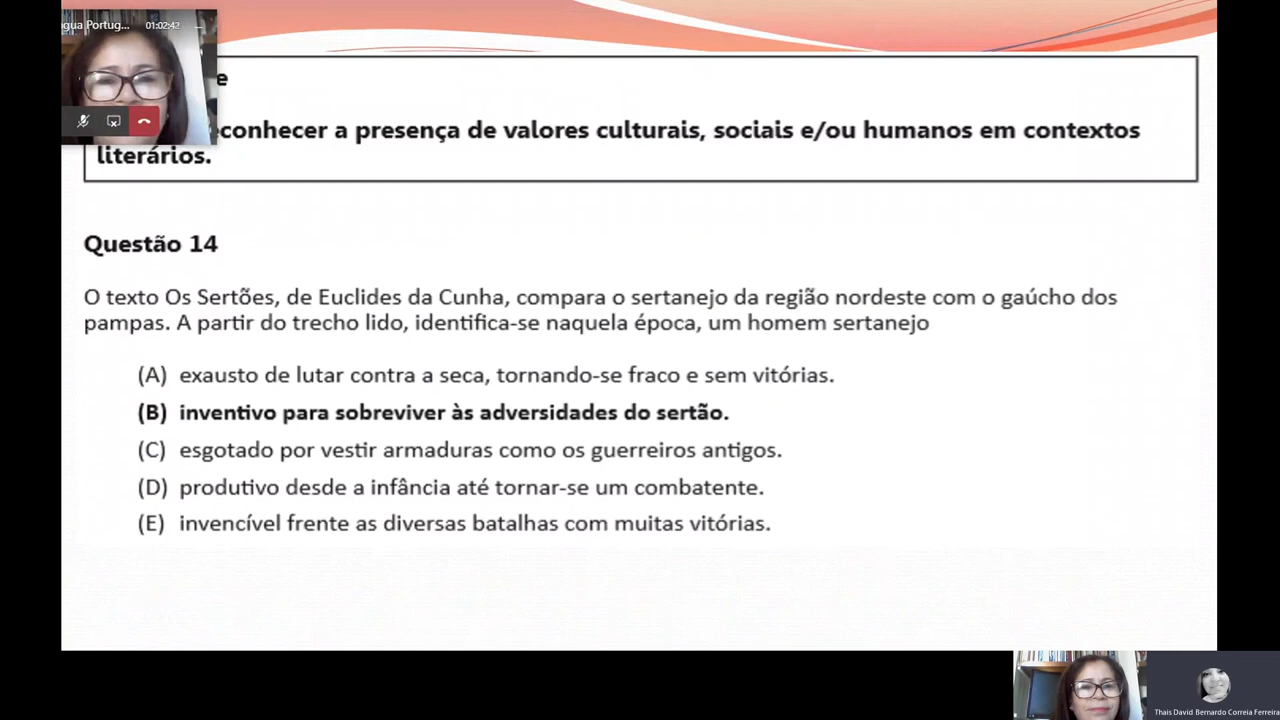 gua Portug... 01:02:42
e
econhecer a presença de valores culturais, sociais e/ou humanos em contextos
literários.
Questão 14
O texto Os Sertões, de Euclides da Cunha, compara o sertanejo da região nordeste com o gaúcho dos
pampas. A partir do trecho lido, identifica-se naquela época, um homem sertanejo
(A) exausto de lutar contra a seca, tornando-se fraco e sem vitórias.
(B) inventivo para sobreviver às adversidades do sertão.
(C) esgotado por vestir armaduras como os guerreiros antigos.
(D) produtivo desde a infância até tornar-se um combatente.
(E) invencível frente as diversas batalhas com muitas vitórias.
Thais David Bernardo Correia Ferreira